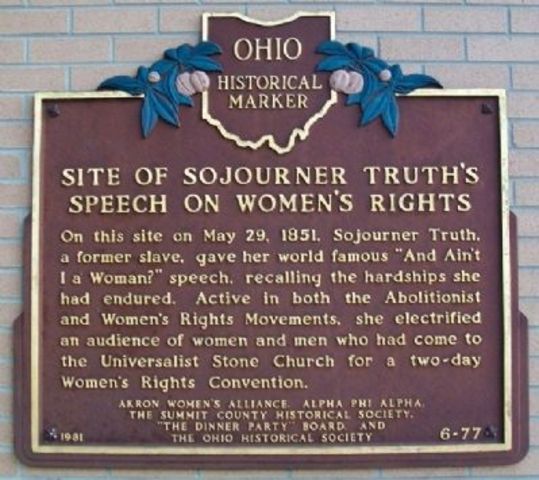 OHIO
HISTORICAL
MARKER
SITE OF SOJOURNER TRUTH'S
SPEECH ON WOMEN'S RIGHTS
On this site on May 29, 1851, Sojourner Truth,
a former slave, gave her world famous "And Ain't
I a Woman?" speech, recalling the hardships she
had endured. Active in both the Abolitionist
and Women's Rights Movements, she electrified
an audience of women and men who had come to
the Universalist Stone Church for a two-day
Women's Rights Convention.
AKRON WOMEN'S ALLIANCE, ALPHA PHI ALPHA,
THE SUMMIT COUNTY HISTORICAL SOCIETY,
"THE DINNER PARTY" BOARD, AND
THE OHIO HISTORICAL SOCIETY
1981
6-77